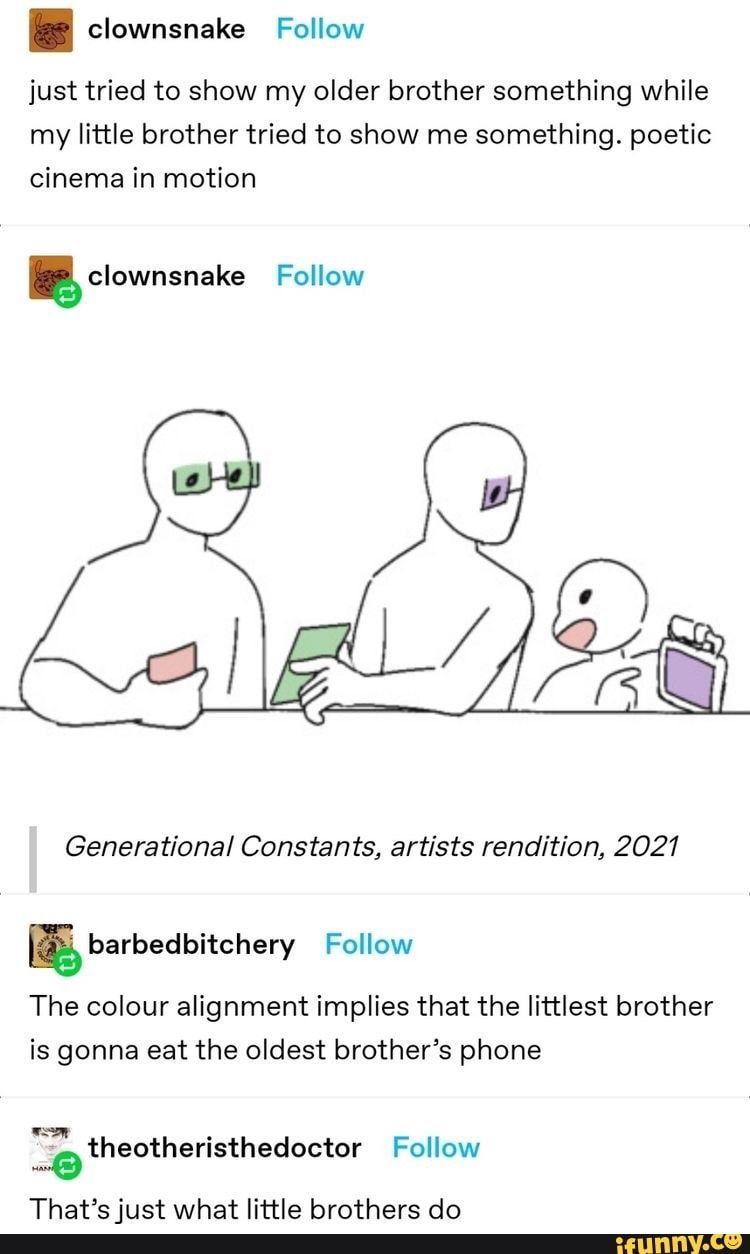 clownsnake Follow
just tried to show my older brother something while
my little brother tried to show me something. poetic
cinema in motion
clownsnake Follow
Generational Constants, artists rendition, 2021
barbedbitchery Follow
The colour alignment implies that the littlest brother
is gonna eat the oldest brother’s phone
theotheristhedoctor Follow
That’s just what little brothers do
ifunny.co